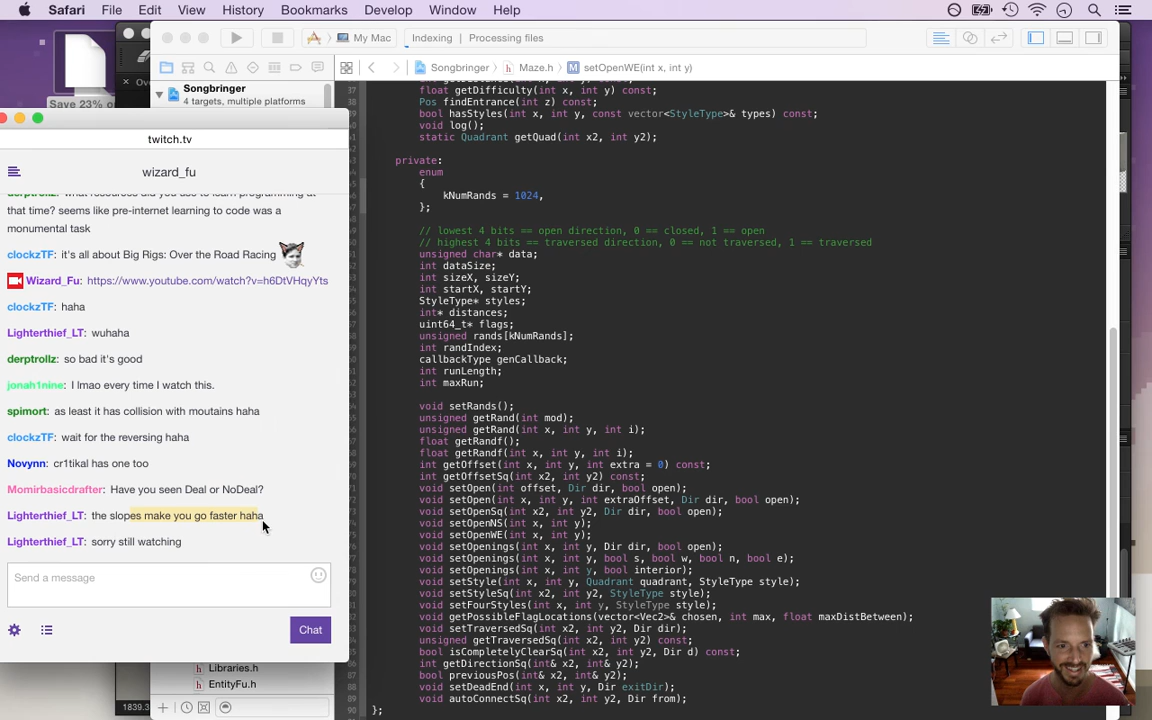 Safari File Edit View History Bookmarks Develop Window Help
My Mac
Indexing | Processing files
Songbringer
Maze.h
setOpenWE(int x, int y)
Save 23% o
Songbringer
4 targets, multiple platforms
twitch.tv
wizard_fu
derptrollz: what resources did you use to learn programming at
that time? seems like pre-internet learning to code was a
monumental task
clockzTF: it's all about Big Rigs: Over the Road Racing
Wizard_Fu: https://www.youtube.com/watch?v=h6DtVHqyYts
clockzTF: haha
Lighterthief_LT: wuhaha
derptrollz: so bad it's good
jonah1nine: I lmao every time I watch this.
spimort: as least it has collision with moutains haha
clockzTF: wait for the reversing haha
Novynn: cr1tikal has one too
Momirbasicdrafter: Have you seen Deal or NoDeal?
Lighterthief_LT: the slopes make you go faster haha
Lighterthief_LT: sorry still watching
Send a message
Chat
Libraries.h
EntityFu.h
1839.3
float getDifficulty(int x, int y) const;
Pos findEntrance(int z) const;
bool hasStyles(int x, int y, const vector<StyleType>& types) const;
void log();
static Quadrant getQuad(int x2, int y2);
private:
enum
{
kNumRands = 1024,
};
// lowest 4 bits == open direction, 0 == closed, 1 == open
// highest 4 bits == traversed direction, 0 == not traversed, 1 == traversed
unsigned char* data;
int dataSize;
int sizeX, sizeY;
int startX, startY;
StyleType* styles;
int* distances;
uint64_t* flags;
unsigned rands[kNumRands];
int randIndex;
callbackType genCallback;
int runLength;
int maxRun;
void setRands();
unsigned getRand(int mod);
unsigned getRand(int x, int y, int i);
float getRandf();
float getRandf(int x, int y, int i);
int getOffset(int x, int y, int extra = 0) const;
int getOffsetSq(int x2, int y2) const;
void setOpen(int offset, Dir dir, bool open);
void setOpen(int x, int y, int extraOffset, Dir dir, bool open);
void setOpenSq(int x2, int y2, Dir dir, bool open);
void setOpenNS(int x, int y);
void setOpenWE(int x, int y);
void setOpenings(int x, int y, Dir dir, bool open);
void setOpenings(int x, int y, bool s, bool w, bool n, bool e);
void setOpenings(int x, int y, bool interior);
void setStyle(int x, int y, Quadrant quadrant, StyleType style);
void setStyleSq(int x2, int y2, StyleType style);
void setFourStyles(int x, int y, StyleType style);
void getPossibleFlagLocations(vector<Vec2>& chosen, int max, float maxDistBetween);
void setTraversedSq(int x2, int y2, Dir dir);
unsigned getTraversedSq(int x2, int y2);
bool isCompletelyClearSq(int x2, int y2, Dir d) const;
int getDirectionSq(int& x2, int& y2);
bool previousPos(int& x2, int& y2);
void setDeadEnd(int x, int y, Dir exitDir);
void autoConnectSq(int x2, int y2, Dir from);
};